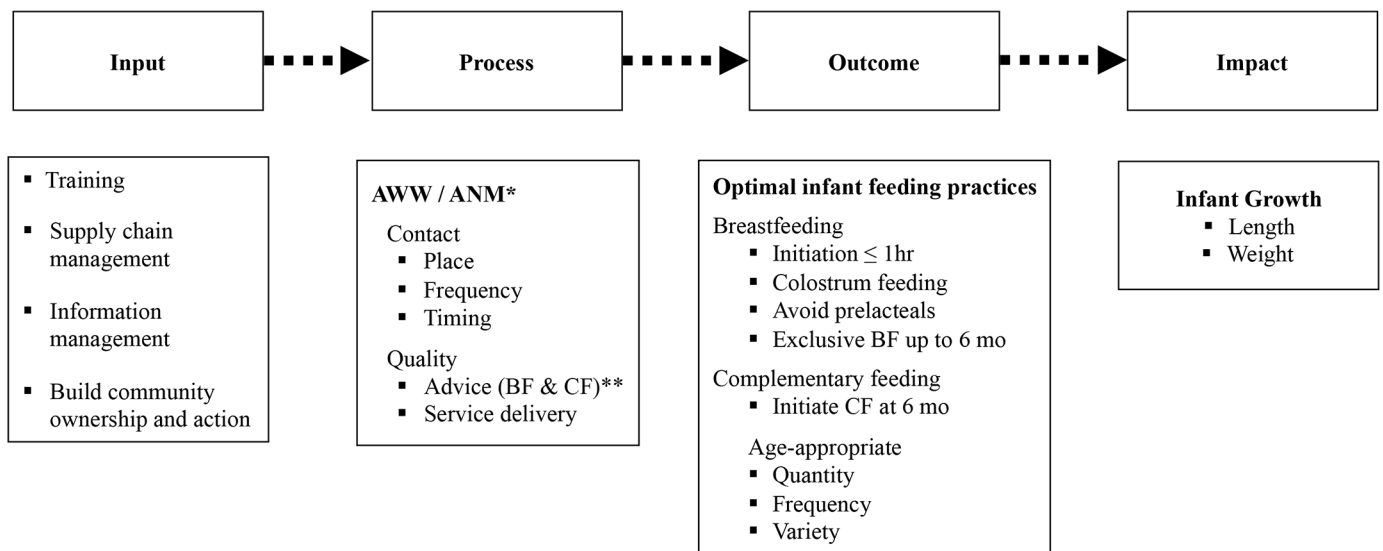 Input
Process
Outcome
Impact
▪ Training
▪ Supply chain
management
▪ Information
management
▪ Build community
ownership and action
AWW / ANM*
Contact
▪ Place
▪ Frequency
▪ Timing
Quality
▪ Advice (BF & CF)**
▪ Service delivery
Optimal infant feeding practices
Breastfeeding
▪ Initiation ≤ 1hr
▪ Colostrum feeding
▪ Avoid prelacteals
▪ Exclusive BF up to 6 mo
Complementary feeding
▪ Initiate CF at 6 mo
Age-appropriate
▪ Quantity
▪ Frequency
▪ Variety
Infant Growth
▪ Length
▪ Weight